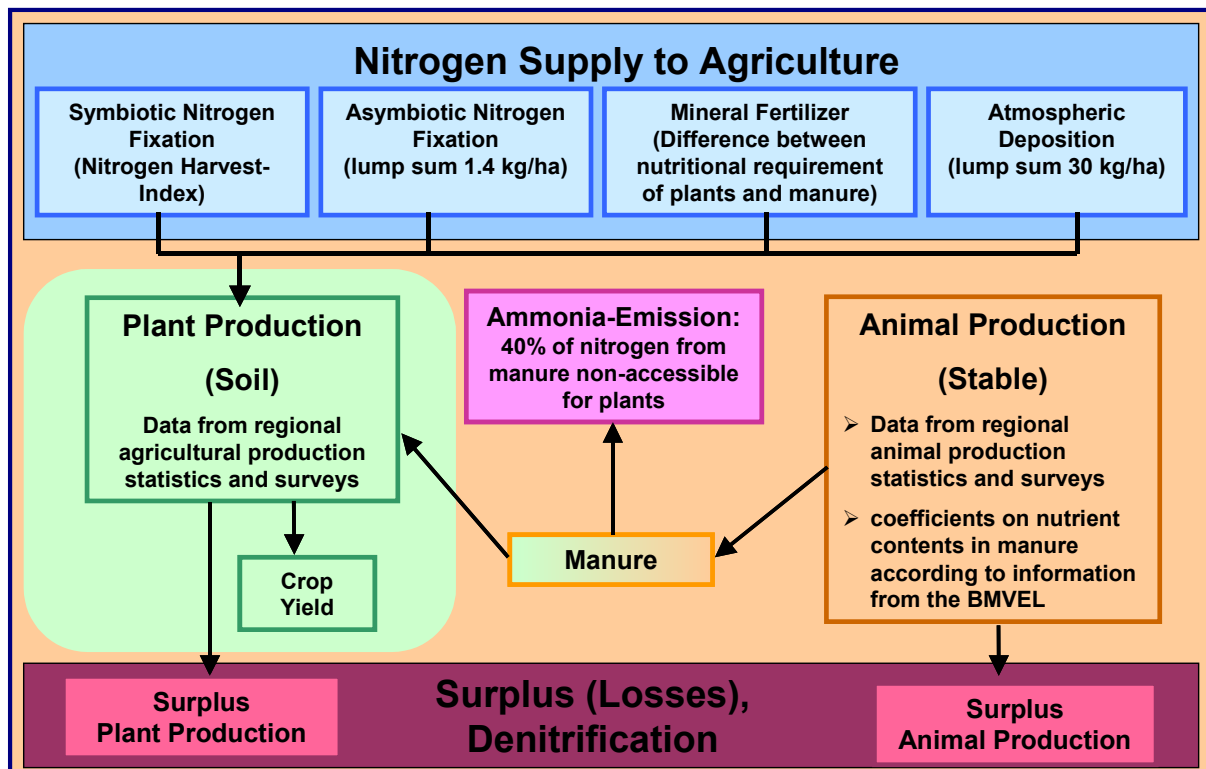 Nitrogen Supply to Agriculture
Symbiotic Nitrogen
Fixation
(Nitrogen Harvest-
Index)
Asymbiotic Nitrogen
Fixation
(lump sum 1.4 kg/ha)
Mineral Fertilizer
(Difference between
nutritional requirement
of plants and manure)
Atmospheric
Deposition
(lump sum 30 kg/ha)
Plant Production
(Soil)
Data from regional
agricultural production
statistics and surveys
Crop
Yield
Ammonia-Emission:
40% of nitrogen from
manure non-accessible
for plants
Manure
Animal Production
(Stable)
➢ Data from regional
animal production
statistics and surveys
➢ coefficients on nutrient
contents in manure
according to information
from the BMVEL
Surplus
Plant Production
Surplus (Losses),
Denitrification
Surplus
Animal Production